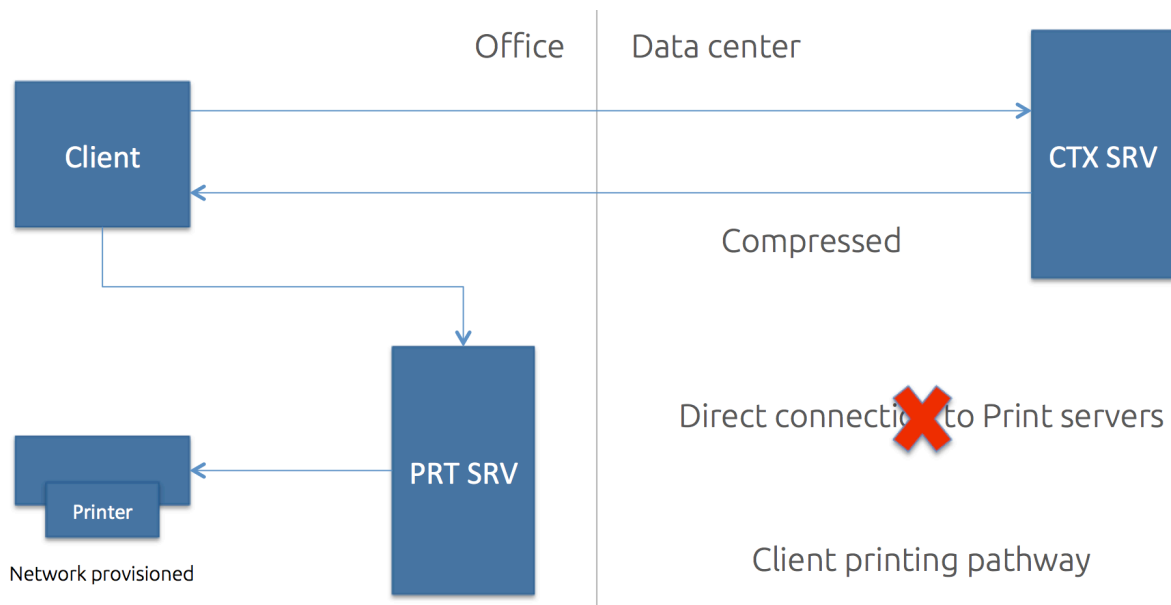 Office
Data center
Client
CTX SRV
Compressed
Direct connection to Print servers
PRT SRV
Printer
Network provisioned
Client printing pathway